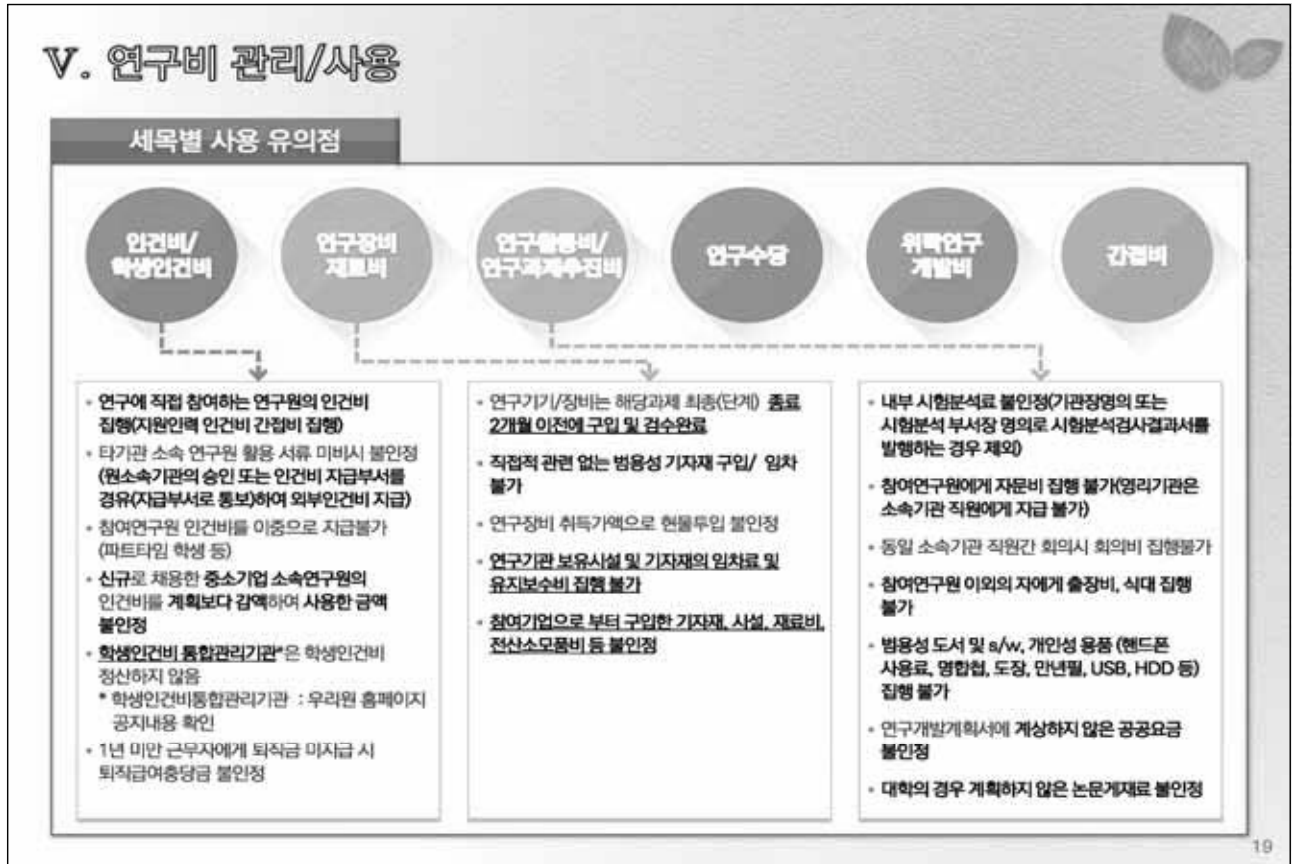 V. 연구비 관리/사용
세목별 사용 유의점
인건비/
학생인건비
연구장비
재료비
연구활동비/
연구과제추진비
연구수당
위탁연구
개발비
간접비
• 연구에 직접 참여하는 연구원의 인건비
집행(지원인력 인건비 간접비 집행)
• 타기관 소속 연구원 활용 서류 미비시 불인정
(원소속기관의 승인 또는 인건비 지급부서를
경유(지급부서로 통보)하여 외부인건비 지급)
• 참여연구원 인건비를 이중으로 지급불가
(파트타임 학생 등)
• 신규로 채용한 중소기업 소속연구원의
인건비를 계획보다 감액하여 사용한 금액
불인정
• 학생인건비 통합관리기관*은 학생인건비
정산하지 않음
* 학생인건비통합관리기관 : 우리원 홈페이지
공지내용 확인
• 1년 미만 근무자에게 퇴직금 미지급 시
퇴직급여충당금 불인정
• 연구기기/장비는 해당과제 최종(단계) 종료
2개월 이전에 구입 및 검수완료
• 직접적 관련 없는 범용성 기자재 구입/ 임차
불가
• 연구장비 취득가액으로 현물투입 불인정
• 연구기관 보유시설 및 기자재의 임차료 및
유지보수비 집행 불가
• 참여기업으로 부터 구입한 기자재, 시설, 재료비,
전산소모품비 등 불인정
• 내부 시험분석료 불인정(기관장명의 또는
시험분석 부서장 명의로 시험분석검사결과서를
발행하는 경우 제외)
• 참여연구원에게 자문비 집행 불가(영리기관은
소속기관 직원에게 지급 불가)
• 동일 소속기관 직원간 회의시 회의비 집행불가
• 참여연구원 이외의 자에게 출장비, 식대 집행
불가
• 범용성 도서 및 s/w, 개인성 용품 (핸드폰
사용료, 명함첩, 도장, 만년필, USB, HDD 등)
집행 불가
• 연구개발계획서에 계상하지 않은 공공요금
불인정
• 대학의 경우 계획하지 않은 논문게재료 불인정
19